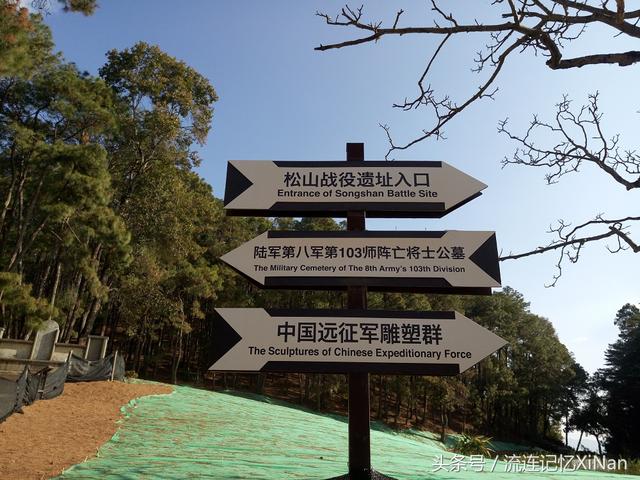 松山战役遗址入口
Entrance of Songshan Battle Site
陆军第八军第103师阵亡将士公墓
The Military Cemetery of The 8th Army's 103th Division
中国远征军雕塑群
The Sculptures of Chinese Expeditionary Force
头条号 / 流连记忆XiNan